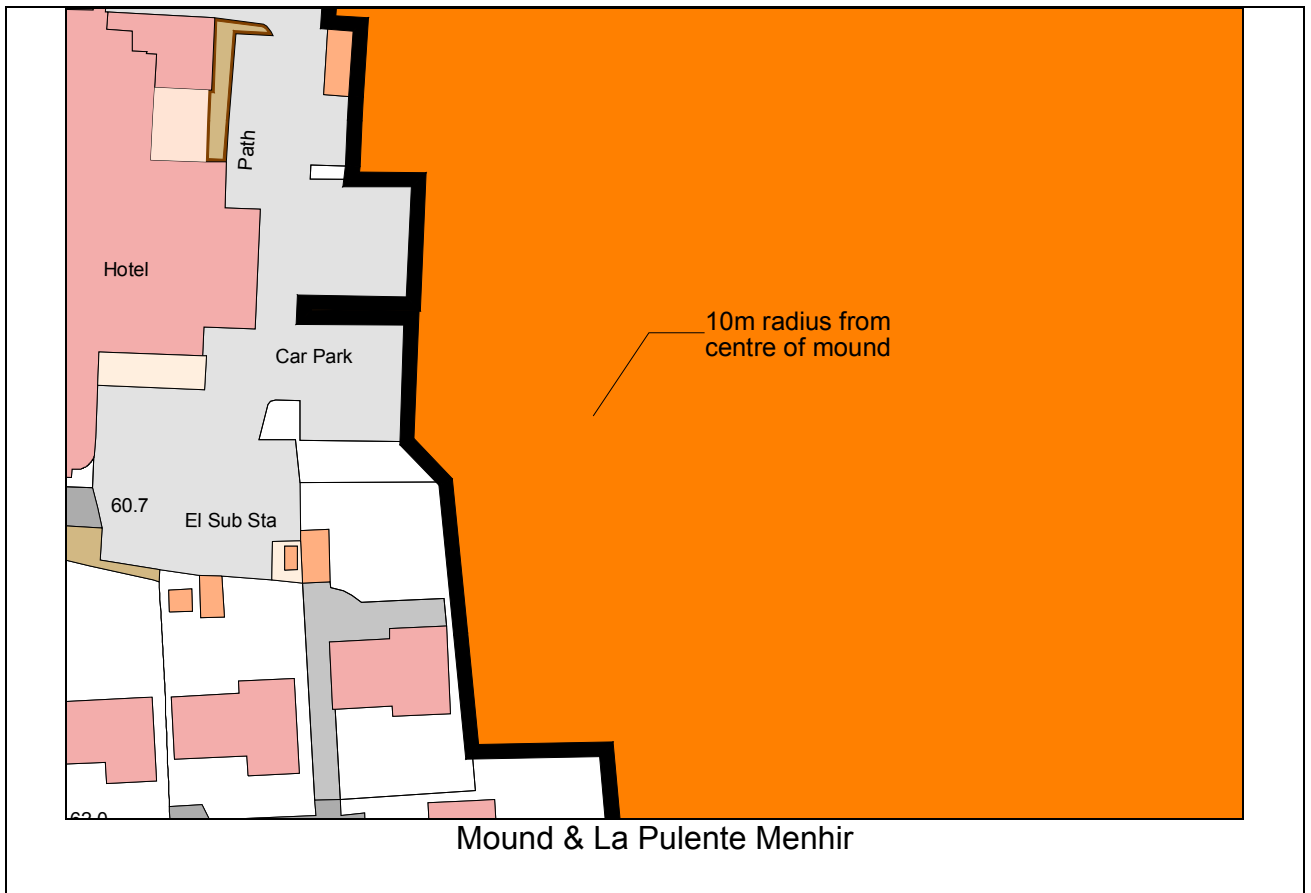 Path
Hotel
10m radius from
centre of mound
Car Park
60.7
El Sub Sta
Mound & La Pulente Menhir